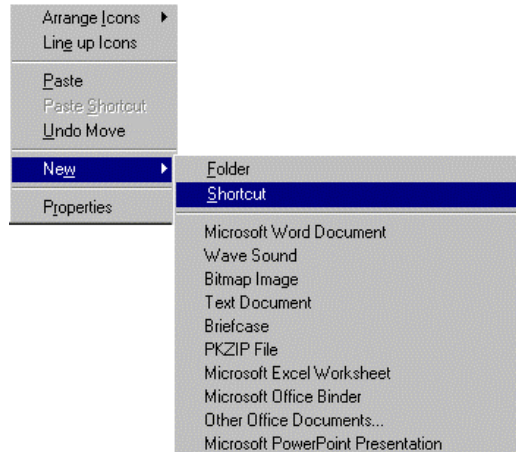 Arrange Icons
Line up Icons
Paste
Paste Shortcut
Undo Move
New
Properties
Folder
Shortcut
Microsoft Word Document
Wave Sound
Bitmap Image
Text Document
Briefcase
PKZIP File
Microsoft Excel Worksheet
Microsoft Office Binder
Other Office Documents...
Microsoft PowerPoint Presentation